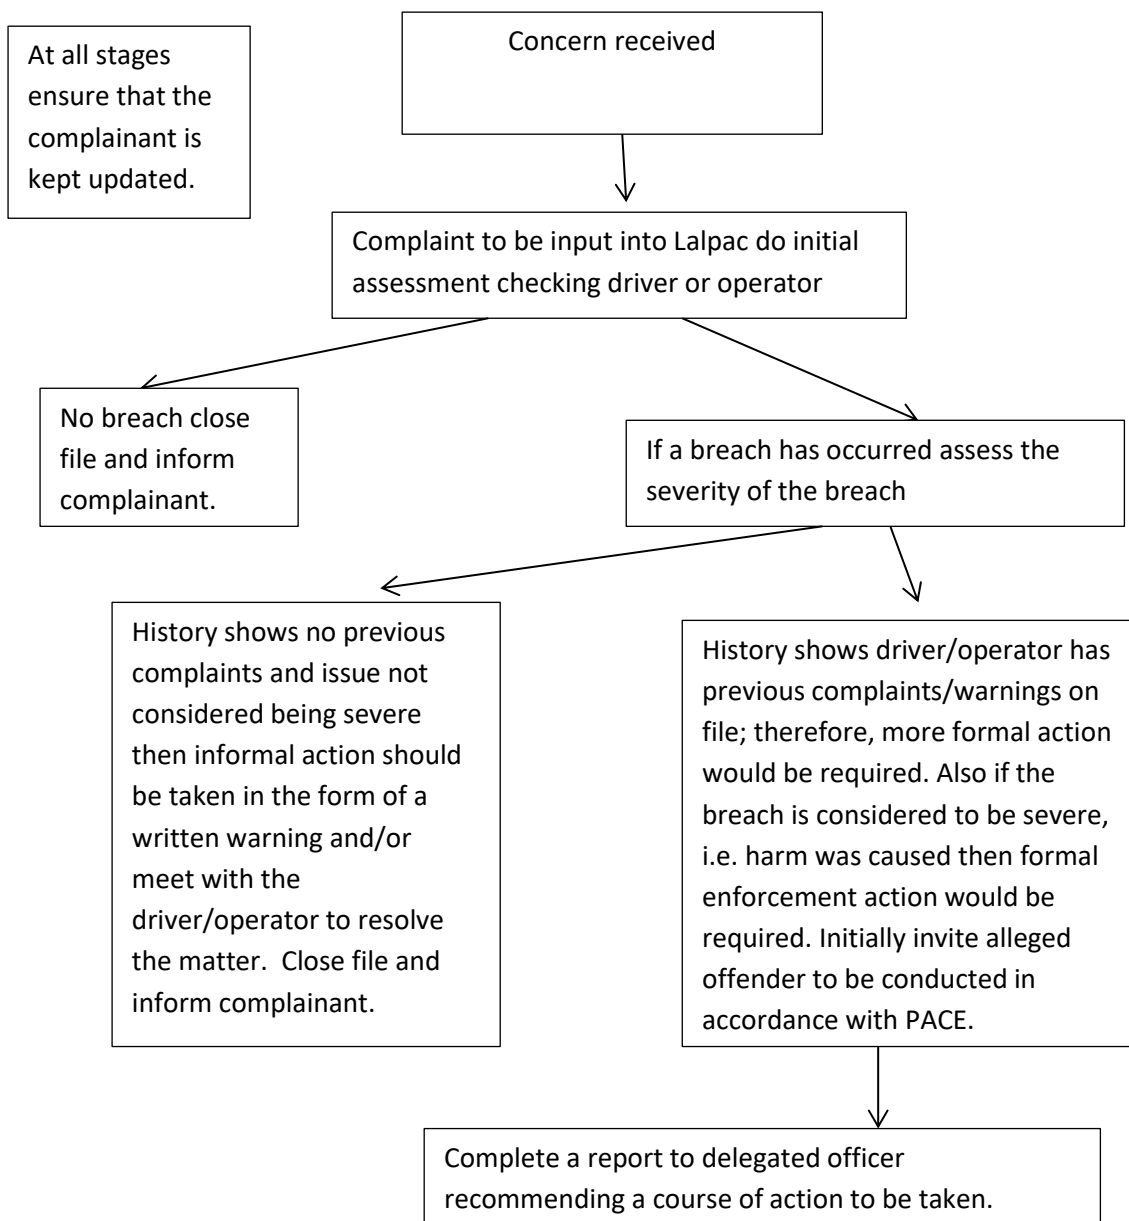 At all stages
ensure that the
complainant is
kept updated.
Concern received
Complaint to be input into Lalpac do initial
assessment checking driver or operator
No breach close
file and inform
complainant.
If a breach has occurred assess the
severity of the breach
History shows no previous
complaints and issue not
considered being severe
then informal action should
be taken in the form of a
written warning and/or
meet with the
driver/operator to resolve
the matter.  Close file and
inform complainant.
History shows driver/operator has
previous complaints/warnings on
file; therefore, more formal action
would be required. Also if the
breach is considered to be severe,
i.e. harm was caused then formal
enforcement action would be
required. Initially invite alleged
offender to be conducted in
accordance with PACE.
Complete a report to delegated officer
recommending a course of action to be taken.